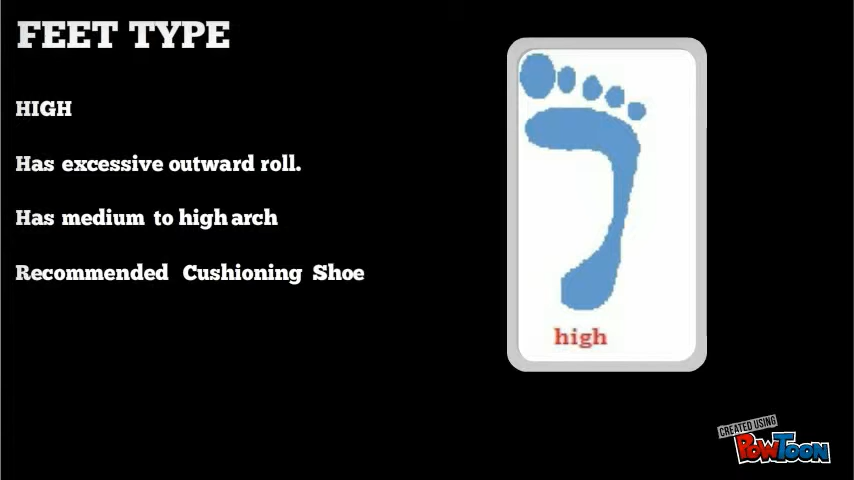 FEET TYPE
HIGH
Has excessive outward roll.
Has medium to high arch
Recommended Cushioning Shoe
high
CREATED USING
POWTOON